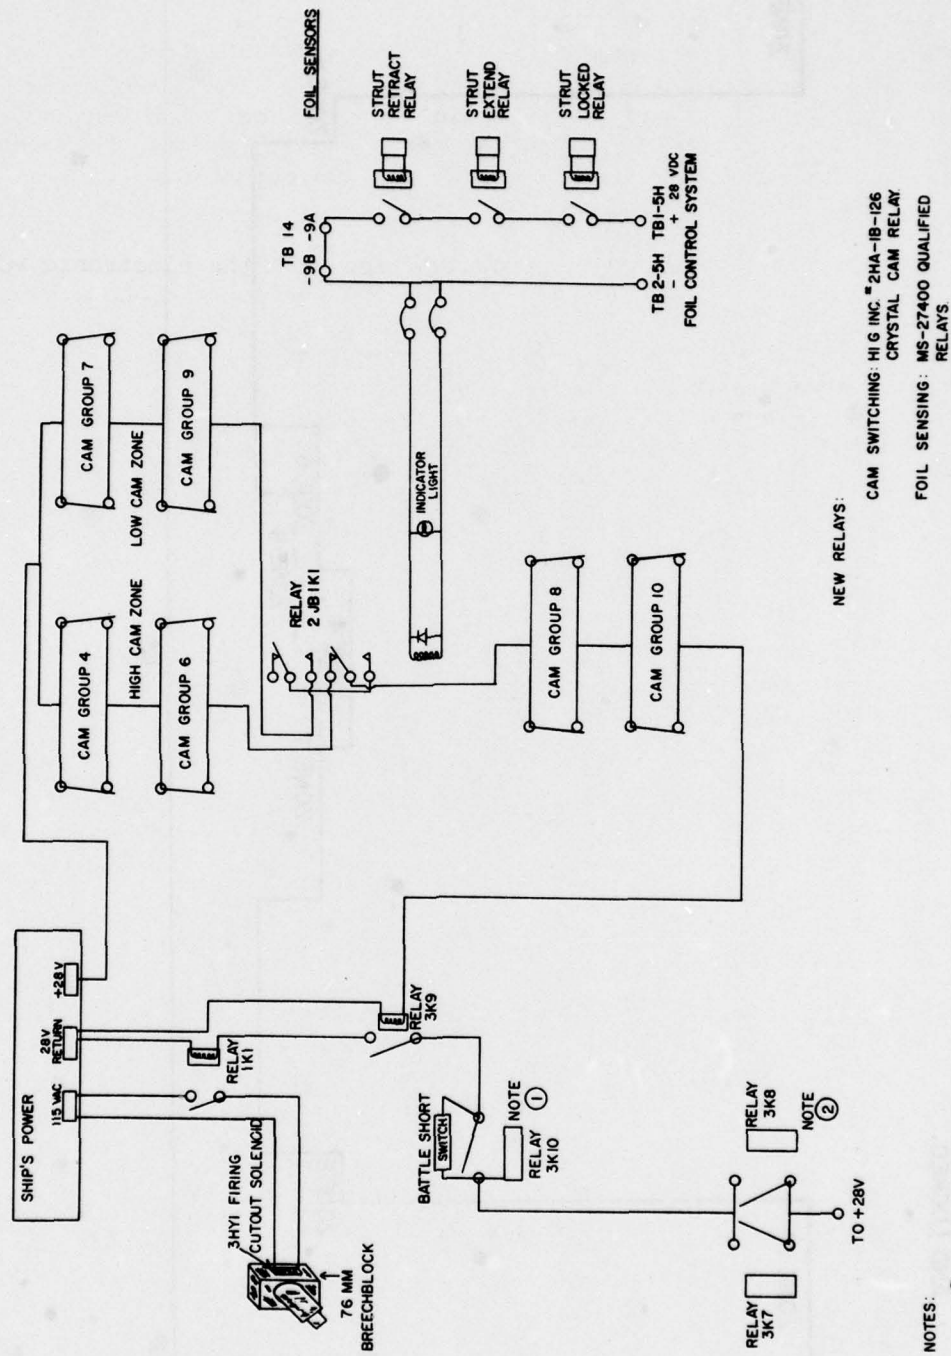 SHIP'S POWER
115 VAC
28V
RETURN
+28V
3HY1 FIRING
CUTOUT SOLENOID
76 MM
BREECHBLOCK
RELAY
1K1
RELAY
3K9
BATTLE SHORT
SWITCH
NOTE
1
RELAY
3K10
RELAY
3K7
RELAY
3K8
NOTE
2
TO +28V
CAM GROUP 4
CAM GROUP 6
HIGH CAM ZONE
LOW CAM ZONE
CAM GROUP 7
CAM GROUP 9
RELAY
2 JB1K1
CAM GROUP 8
CAM GROUP 10
INDICATOR
LIGHT
FOIL SENSORS
TB 14
-9B -9A
STRUT
RETRACT
RELAY
STRUT
EXTEND
RELAY
STRUT
LOCKED
RELAY
TB2-5H TB1-5H
- + 28 VDC
FOIL CONTROL SYSTEM
NEW RELAYS:
CAM SWITCHING: HI G INC. #2HA-1B-126
CRYSTAL CAM RELAY.
FOIL SENSING: MS-27400 QUALIFIED
RELAYS.
NOTES: